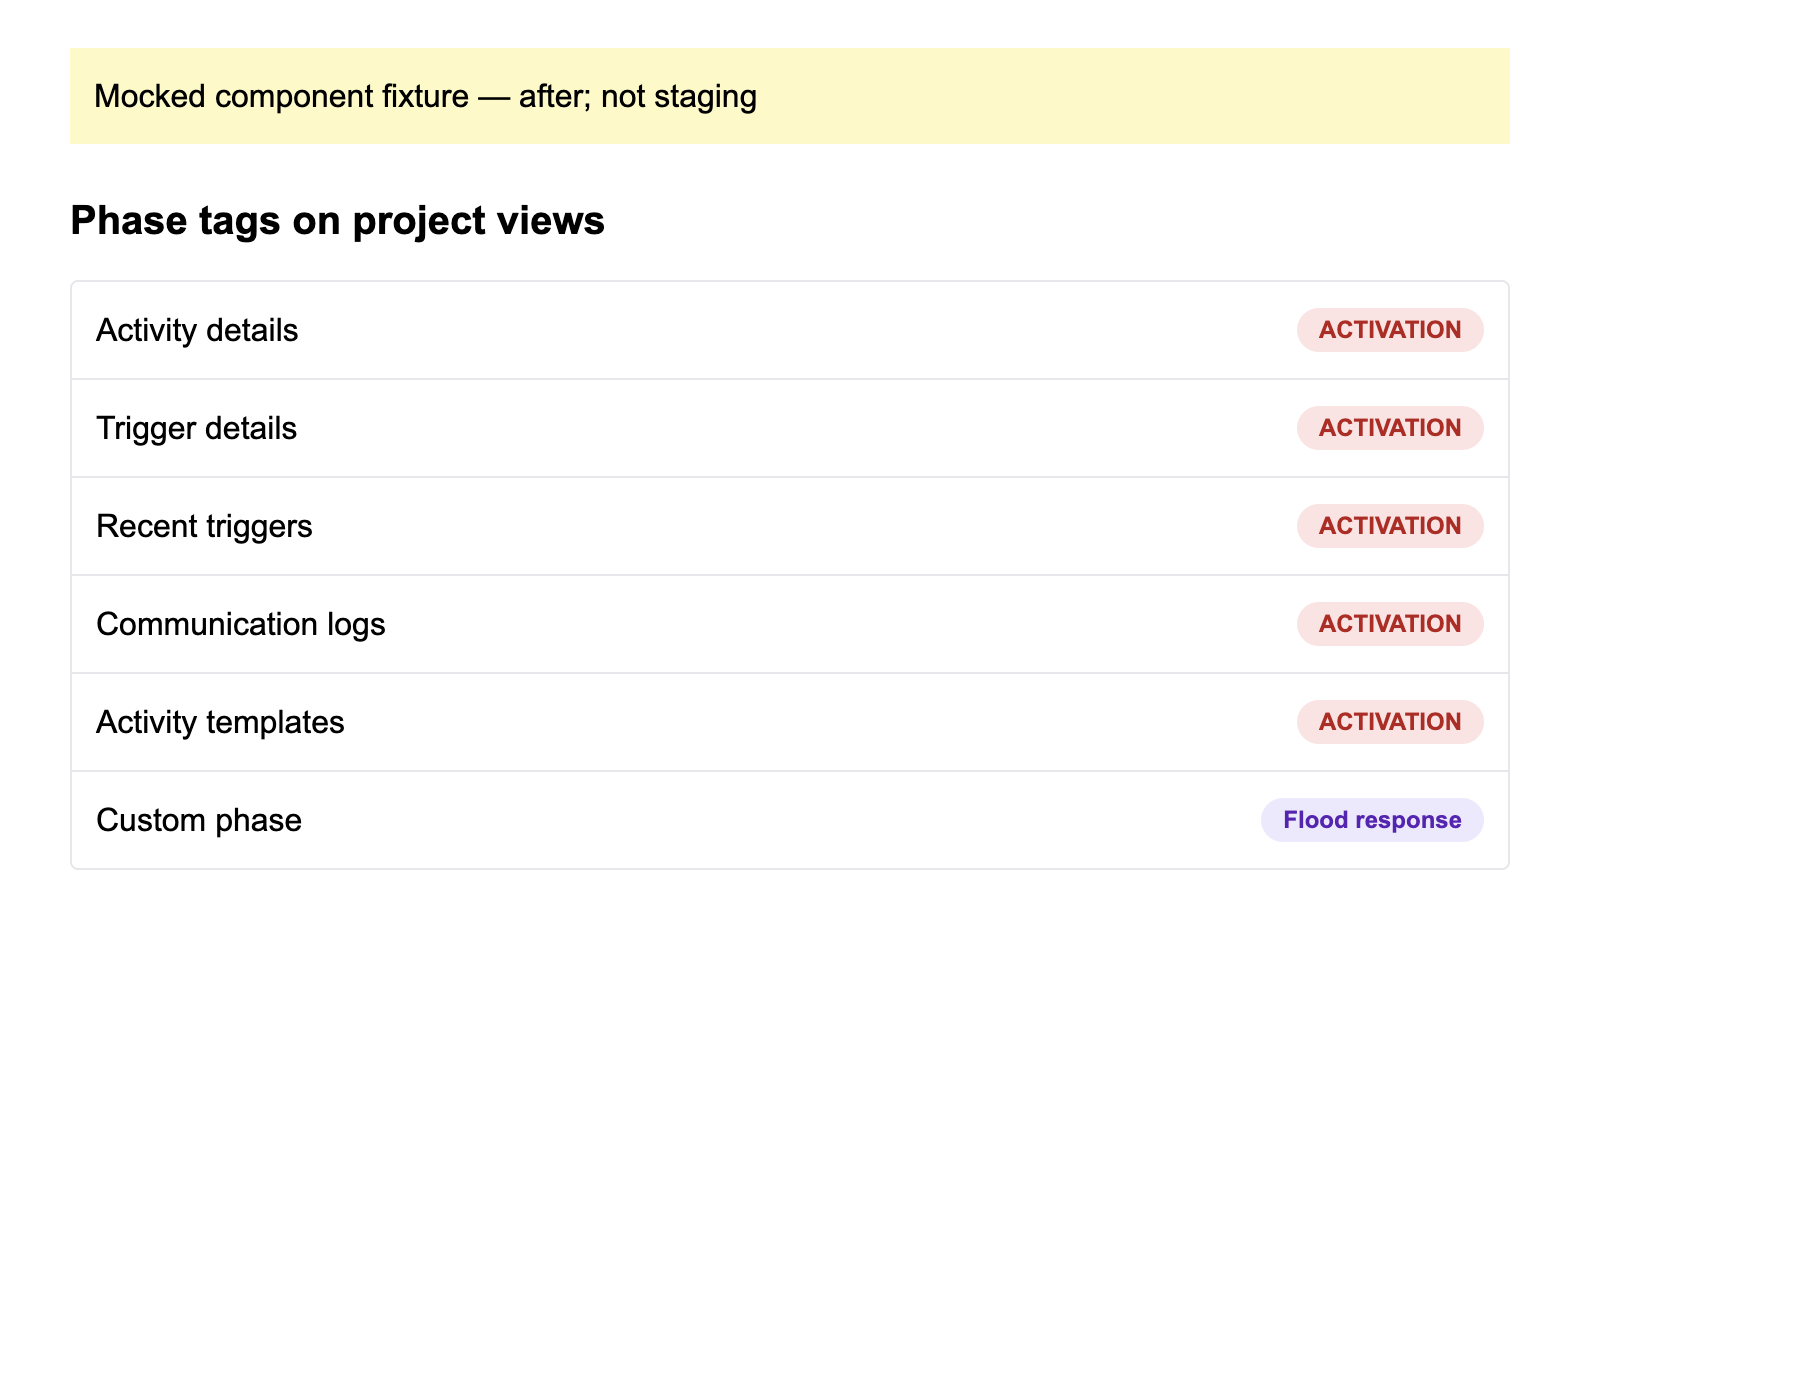 Mocked component fixture — after; not staging
Phase tags on project views
Activity details ACTIVATION
Trigger details ACTIVATION
Recent triggers ACTIVATION
Communication logs ACTIVATION
Activity templates ACTIVATION
Custom phase Flood response